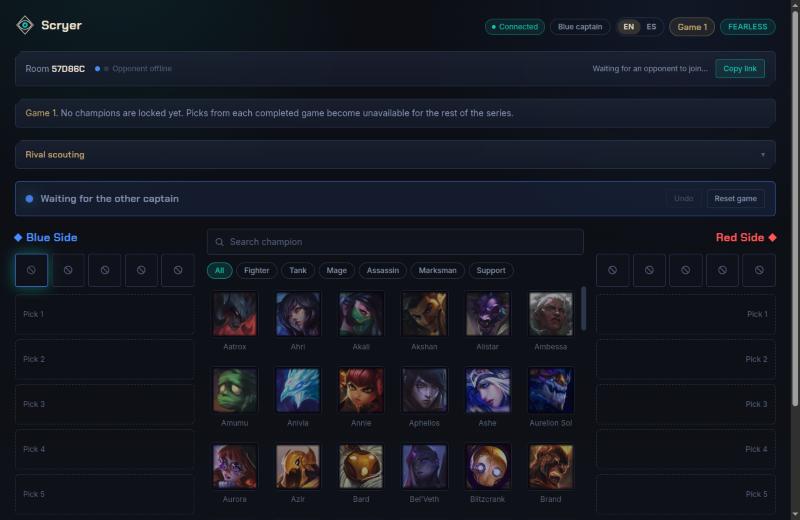 Scryer
Connected
Blue captain
EN ES
Game 1
FEARLESS
Room 57D86C Opponent offline
Waiting for an opponent to join... Copy link
Game 1. No champions are locked yet. Picks from each completed game become unavailable for the rest of the series.
Rival scouting
Waiting for the other captain
Undo Reset game
Blue Side
Search champion
Red Side
All Fighter Tank Mage Assassin Marksman Support
Pick 1
Pick 2
Pick 3
Pick 4
Pick 5
Aatrox Ahri Akali Akshan Alistar Ambessa
Amumu Anivia Annie Aphelios Ashe Aurelion Sol
Aurora Azir Bard Bel'Veth Blitzcrank Brand
Pick 1
Pick 2
Pick 3
Pick 4
Pick 5